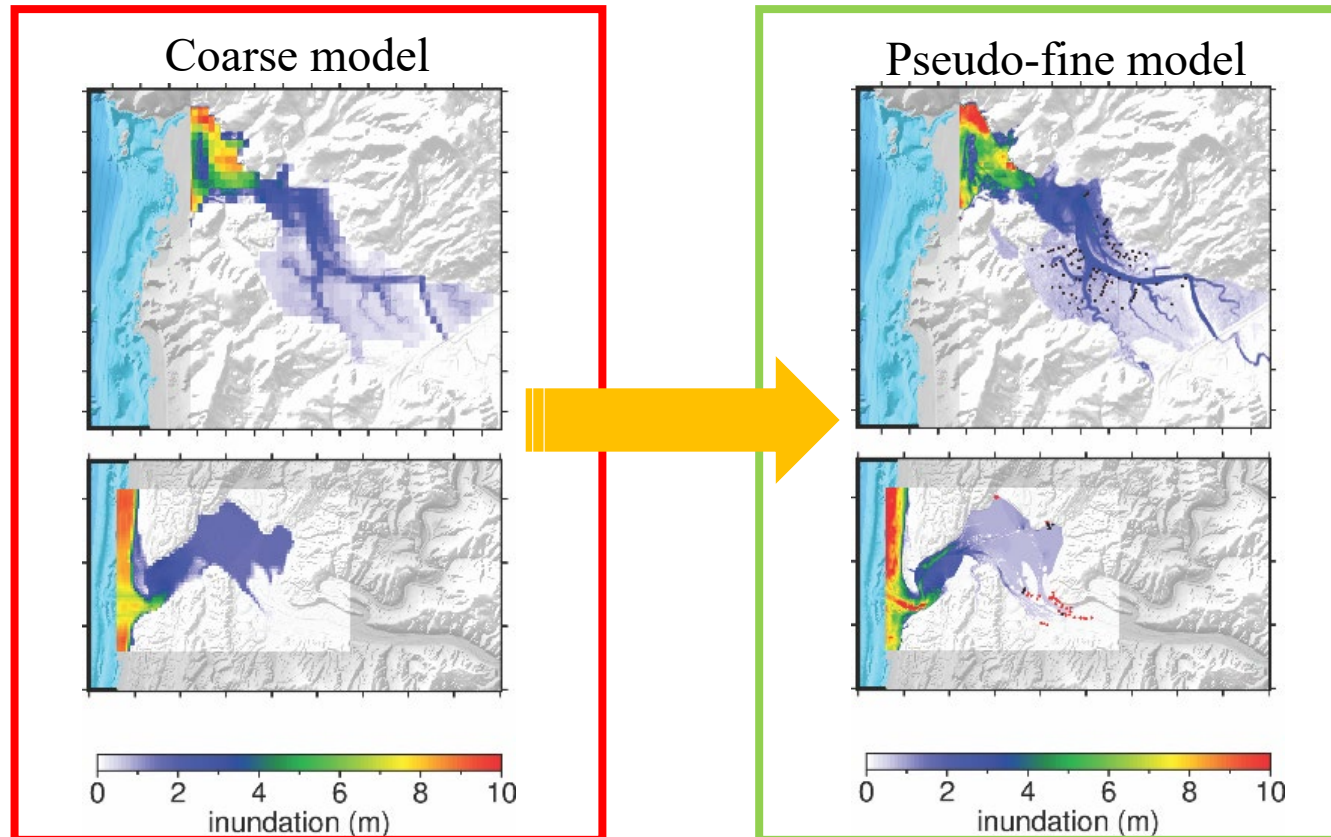 Coarse model
Pseudo-fine model
0 2 4 6 8 10
inundation (m)
0 2 4 6 8 10
inundation (m)